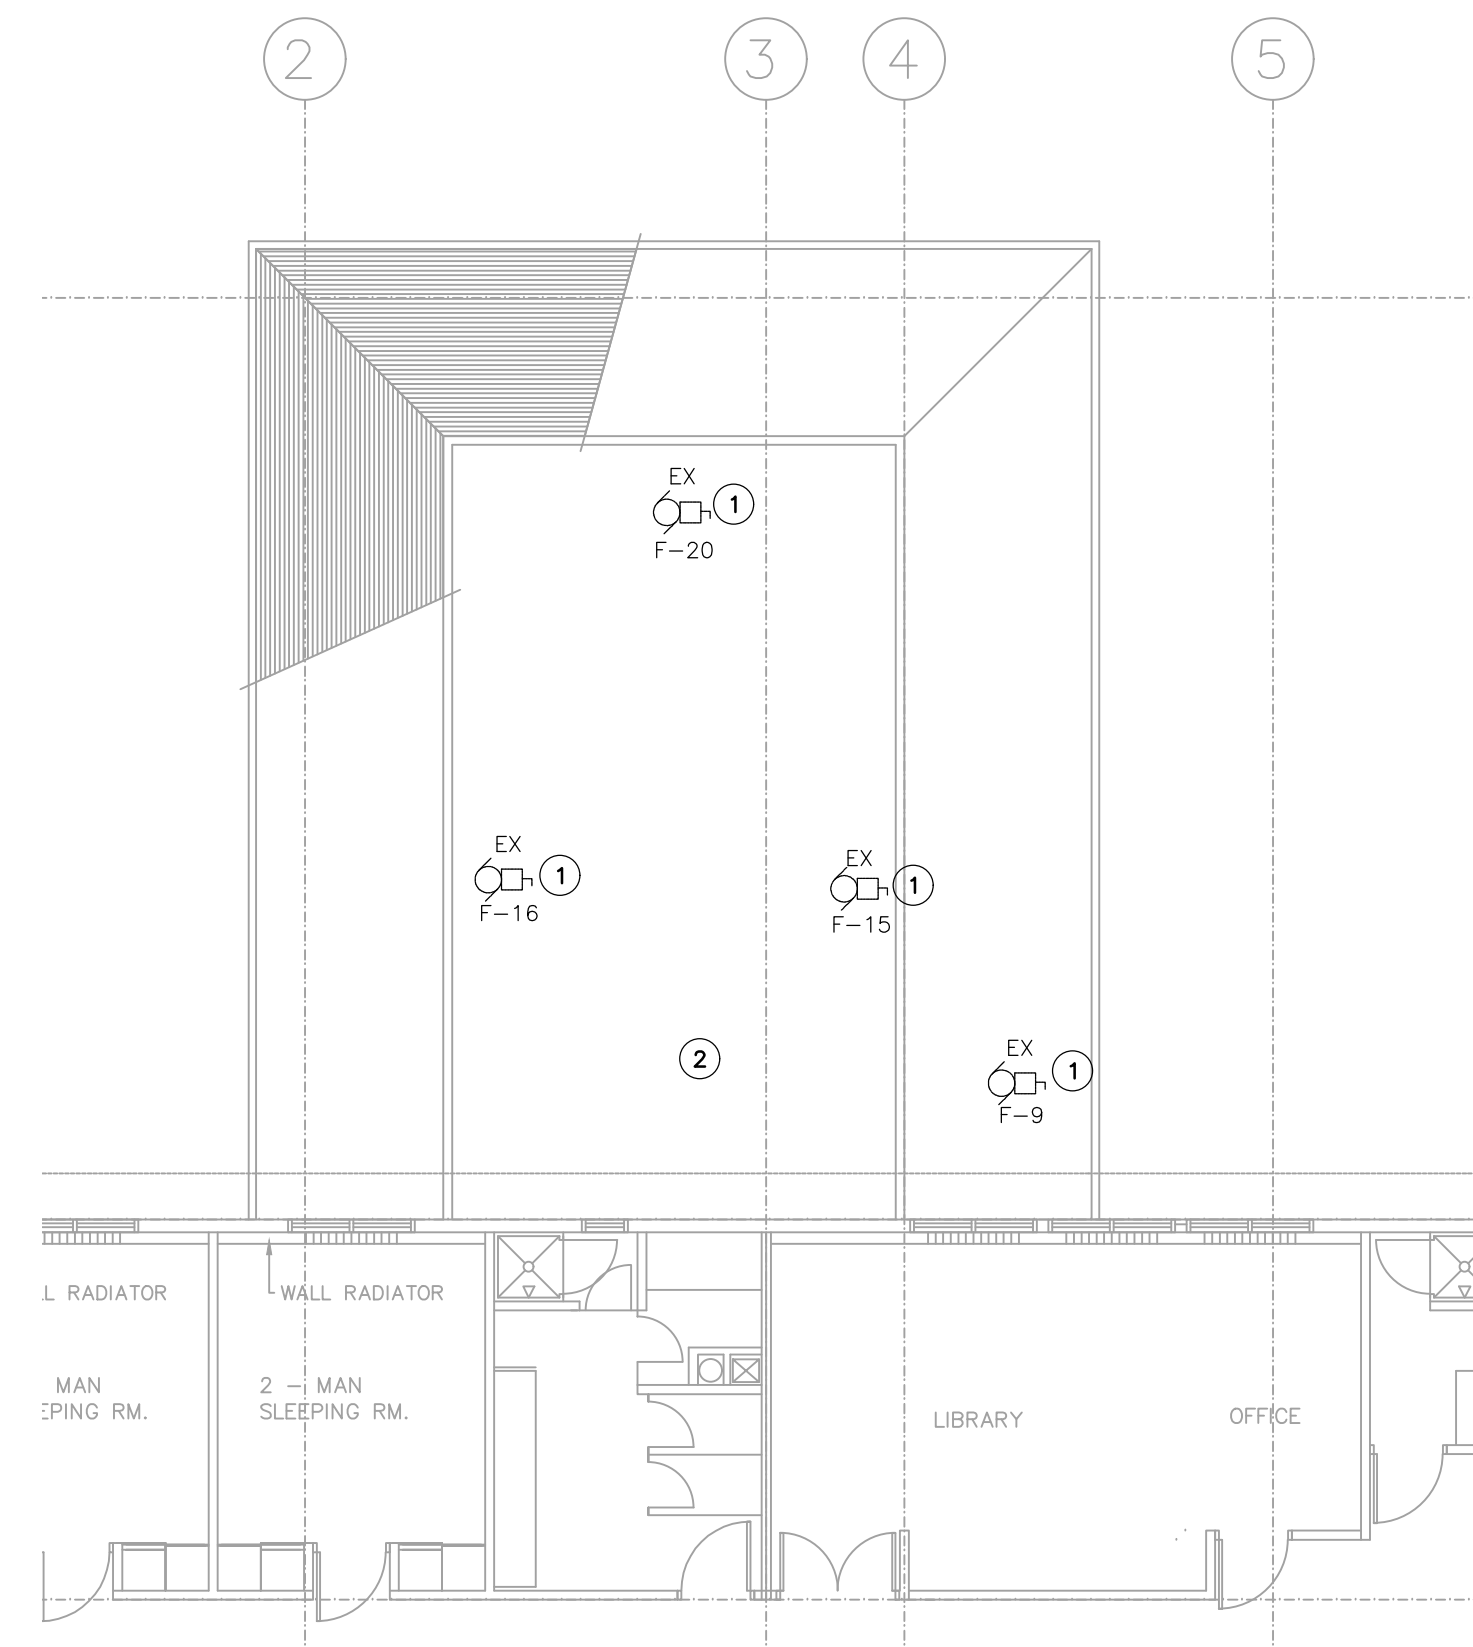 2 3 4 5
EX
1
F-20
EX
1
F-16
EX
1
F-15
2
EX
1
F-9
L RADIATOR
WALL RADIATOR
MAN
EPING RM.
2 - MAN
SLEEPING RM.
LIBRARY
OFFICE